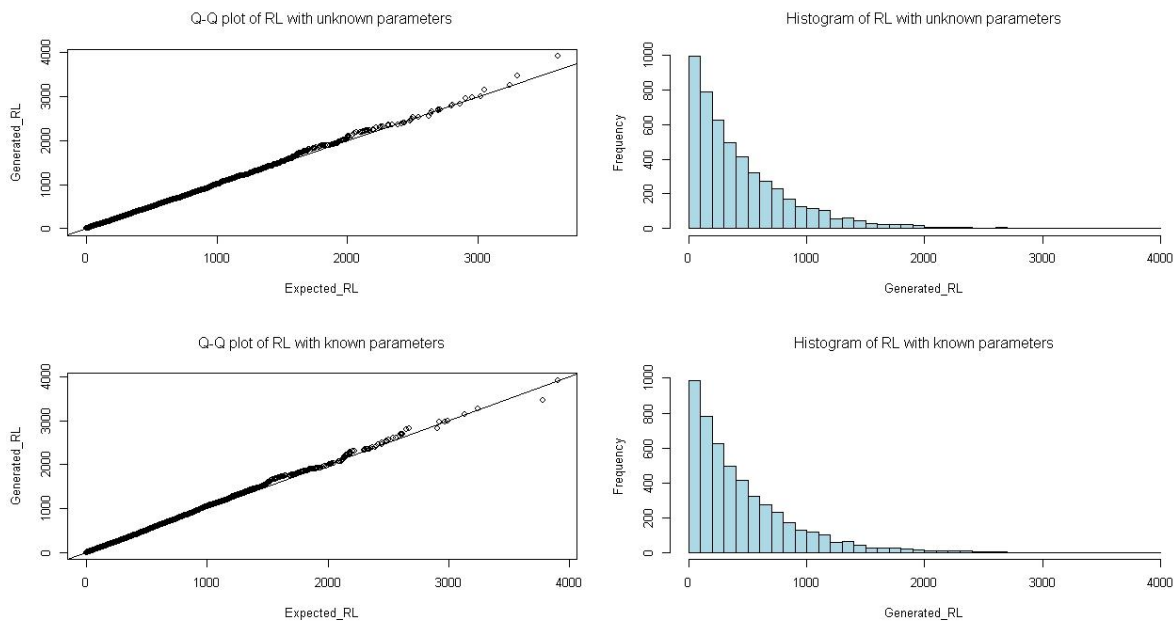 Q-Q plot of RL with unknown parameters
Generated_RL
0 1000 2000 3000 4000
0 1000 2000 3000
Expected_RL
Histogram of RL with unknown parameters
Frequency
0 200 400 600 800 1000
0 1000 2000 3000 4000
Generated_RL
Q-Q plot of RL with known parameters
Generated_RL
0 1000 2000 3000 4000
0 1000 2000 3000 4000
Expected_RL
Histogram of RL with known parameters
Frequency
0 200 400 600 800 1000
0 1000 2000 3000 4000
Generated_RL